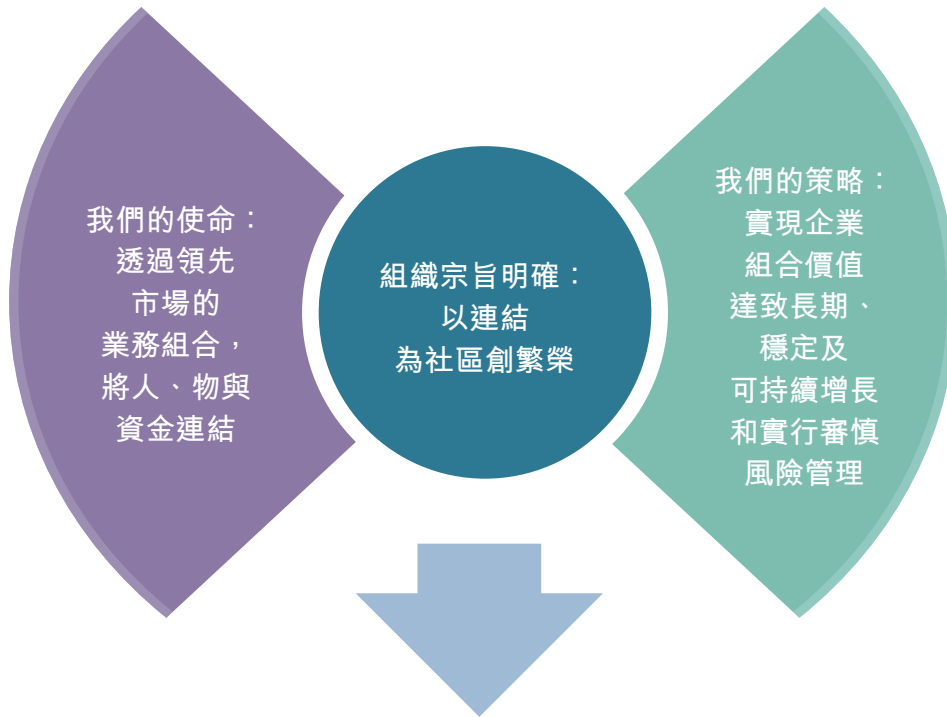 我們的使命：
透過領先
市場的
業務組合，
將人、物與
資金連結
組織宗旨明確：
以連結
為社區創繁榮
我們的策略：
實現企業
組合價值
達致長期、
穩定及
可持續增長
和實行審慎
風險管理